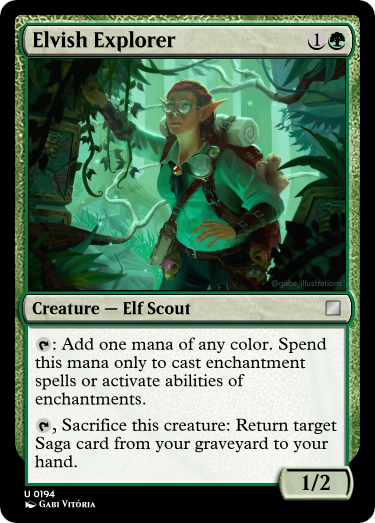 Elvish Explorer 1
@gabe_illustrations
Creature — Elf Scout
: Add one mana of any color. Spend
this mana only to cast enchantment
spells or activate abilities of
enchantments.
, Sacrifice this creature: Return target
Saga card from your graveyard to your
hand.
1/2
U 0194
Gabi Vitória